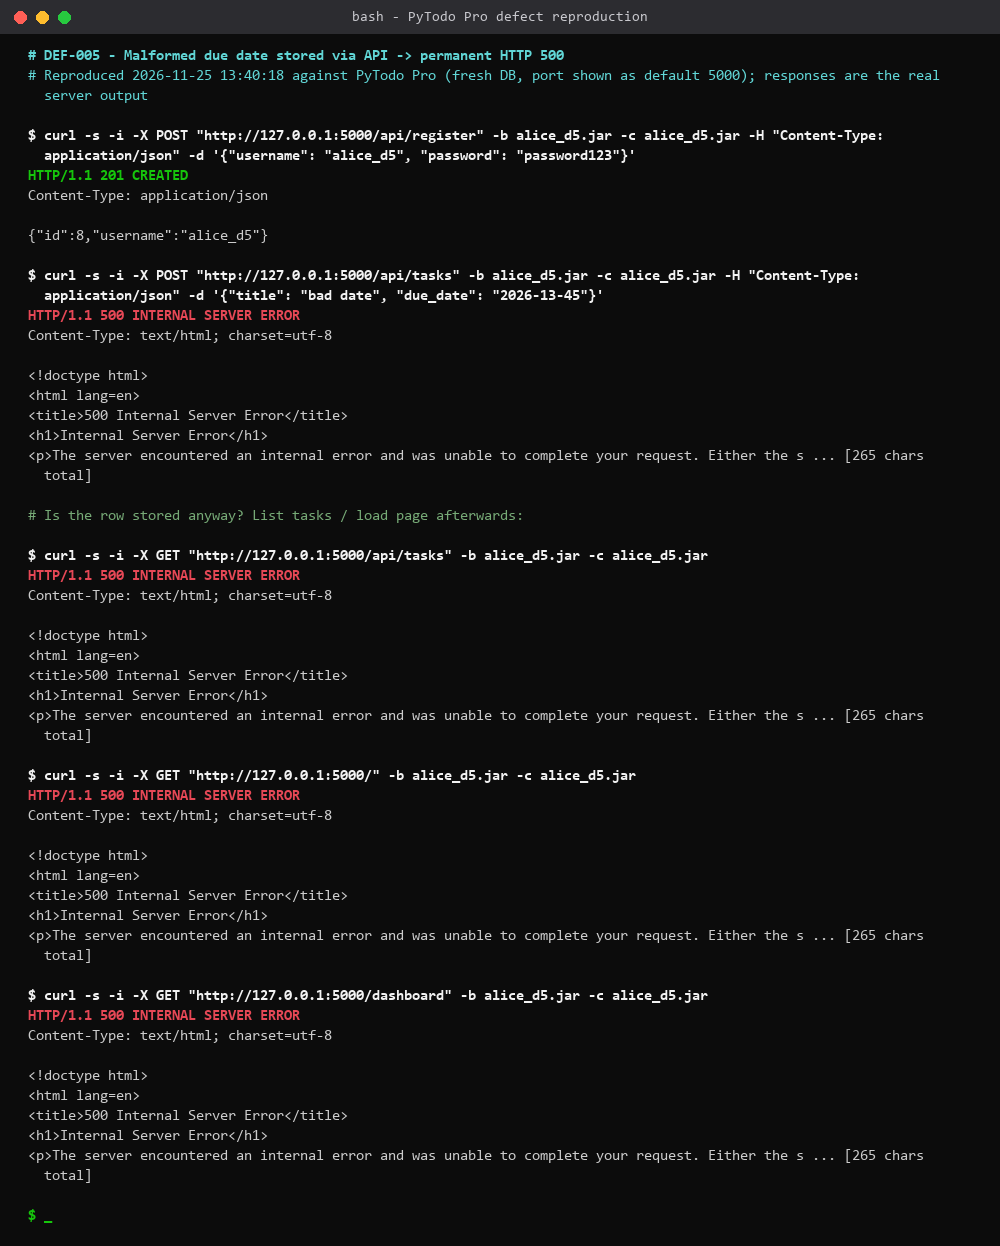 bash - PyTodo Pro defect reproduction
# DEF-005 - Malformed due date stored via API -> permanent HTTP 500
# Reproduced 2026-11-25 13:40:18 against PyTodo Pro (fresh DB, port shown as default 5000); responses are the real
server output
$ curl -s -i -X POST "http://127.0.0.1:5000/api/register" -b alice_d5.jar -c alice_d5.jar -H "Content-Type:
application/json" -d '{"username": "alice_d5", "password": "password123"}'
HTTP/1.1 201 CREATED
Content-Type: application/json
{"id":8,"username":"alice_d5"}
$ curl -s -i -X POST "http://127.0.0.1:5000/api/tasks" -b alice_d5.jar -c alice_d5.jar -H "Content-Type:
application/json" -d '{"title": "bad date", "due_date": "2026-13-45"}'
HTTP/1.1 500 INTERNAL SERVER ERROR
Content-Type: text/html; charset=utf-8
<!doctype html>
<html lang=en>
<title>500 Internal Server Error</title>
<h1>Internal Server Error</h1>
<p>The server encountered an internal error and was unable to complete your request. Either the s ... [265 chars
total]
# Is the row stored anyway? List tasks / load page afterwards:
$ curl -s -i -X GET "http://127.0.0.1:5000/api/tasks" -b alice_d5.jar -c alice_d5.jar
HTTP/1.1 500 INTERNAL SERVER ERROR
Content-Type: text/html; charset=utf-8
<!doctype html>
<html lang=en>
<title>500 Internal Server Error</title>
<h1>Internal Server Error</h1>
<p>The server encountered an internal error and was unable to complete your request. Either the s ... [265 chars
total]
$ curl -s -i -X GET "http://127.0.0.1:5000/" -b alice_d5.jar -c alice_d5.jar
HTTP/1.1 500 INTERNAL SERVER ERROR
Content-Type: text/html; charset=utf-8
<!doctype html>
<html lang=en>
<title>500 Internal Server Error</title>
<h1>Internal Server Error</h1>
<p>The server encountered an internal error and was unable to complete your request. Either the s ... [265 chars
total]
$ curl -s -i -X GET "http://127.0.0.1:5000/dashboard" -b alice_d5.jar -c alice_d5.jar
HTTP/1.1 500 INTERNAL SERVER ERROR
Content-Type: text/html; charset=utf-8
<!doctype html>
<html lang=en>
<title>500 Internal Server Error</title>
<h1>Internal Server Error</h1>
<p>The server encountered an internal error and was unable to complete your request. Either the s ... [265 chars
total]
$ _